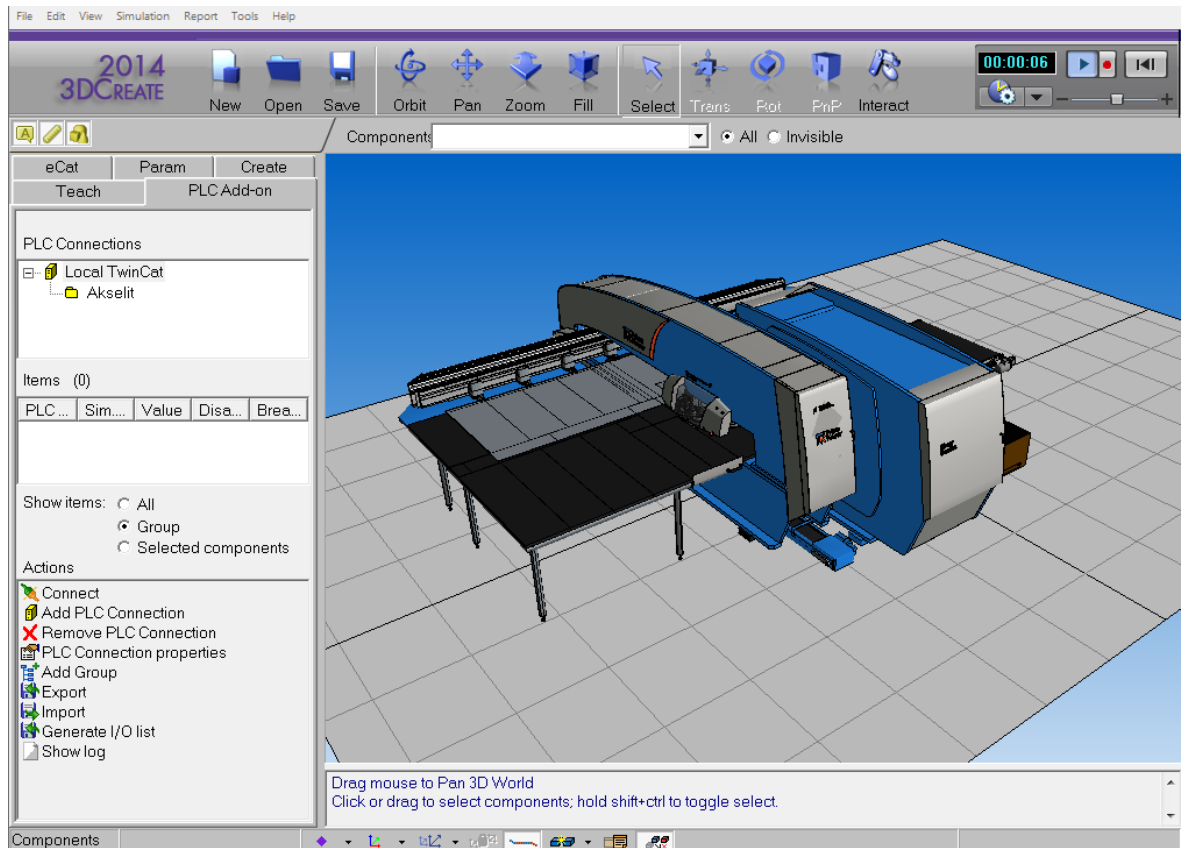 File Edit View Simulation Report Tools Help
2014
3DCREATE
New Open Save Orbit Pan Zoom Fill Select Trans Rot PnP Interact
00:00:06
Components All Invisible
eCat Param Create
Teach PLC Add-on
PLC Connections
Local TwinCat
Akselit
Items (0)
PLC ... Sim.... Value Disa... Brea...
Show items: All
Group
Selected components
Actions
Connect
Add PLC Connection
Remove PLC Connection
PLC Connection properties
Add Group
Export
Import
Generate I/O list
Show log
Drag mouse to Pan 3D World
Click or drag to select components; hold shift+ctrl to toggle select.
Components